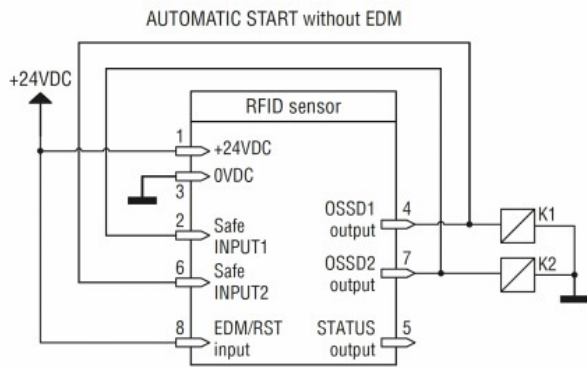 AUTOMATIC START without EDM
+24VDC
RFID sensor
1
+24VDC
0VDC
3
2
Safe
INPUT1
6
Safe
INPUT2
8
EDM/RST
input
OSSD1
output
4
K1
OSSD2
output
7
K2
STATUS
output
5